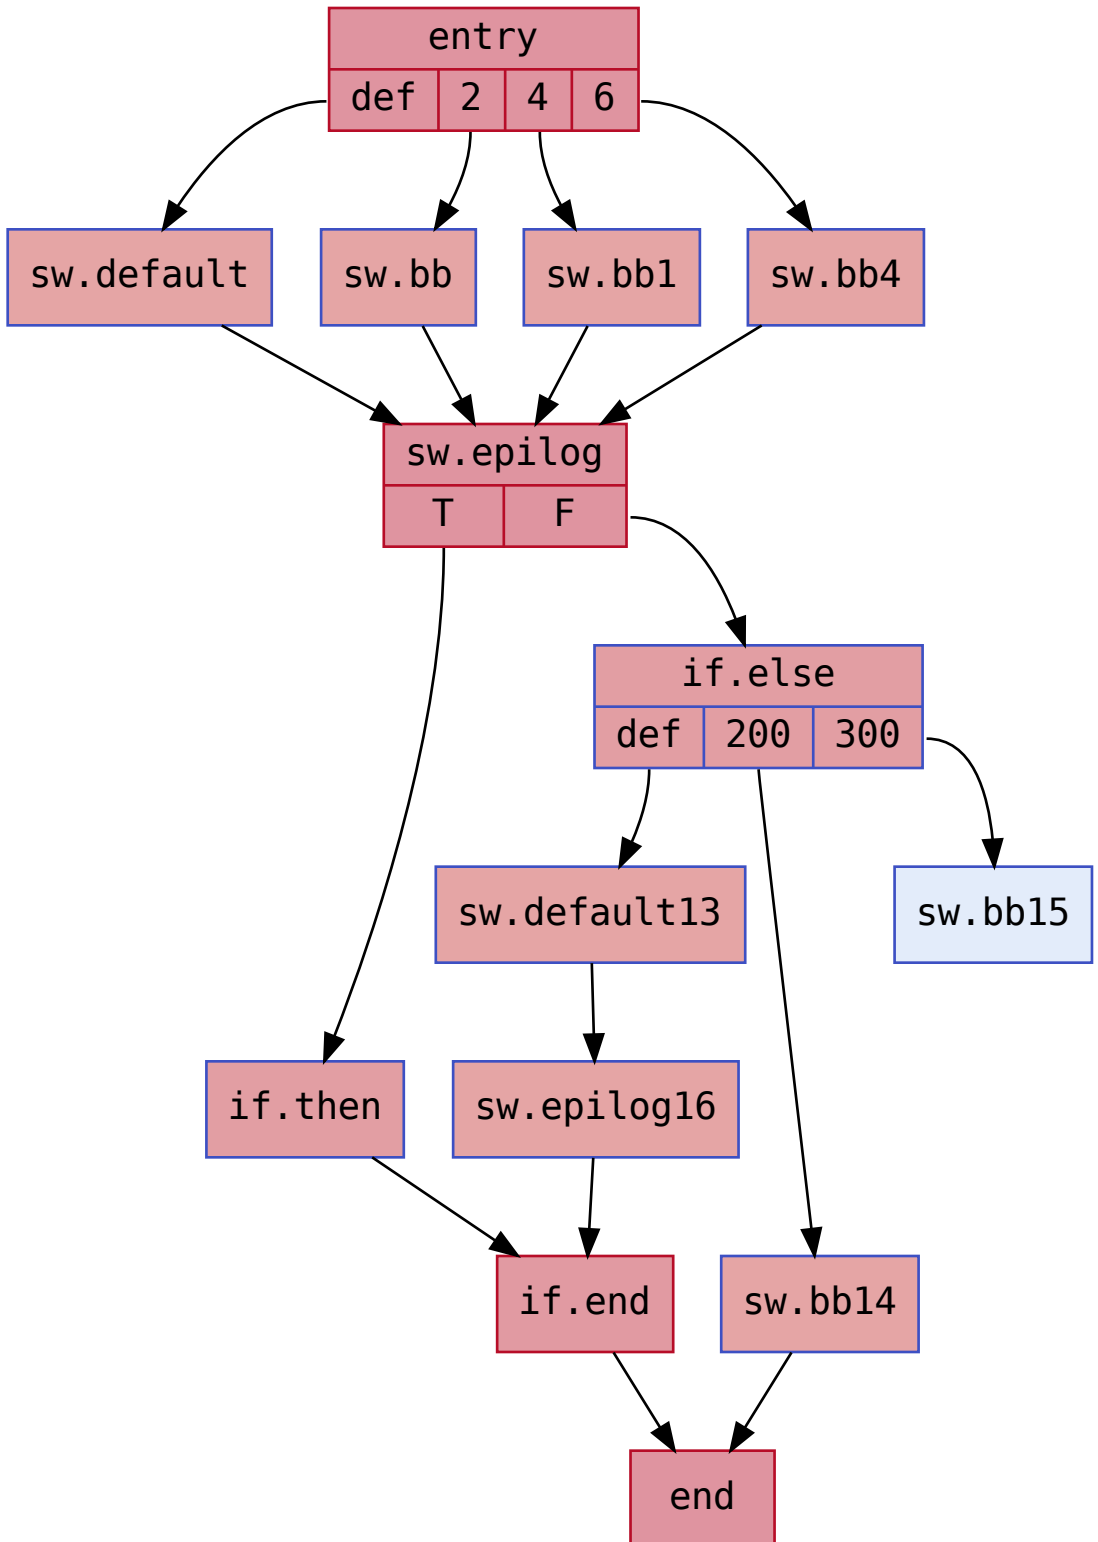 entry
def 2 4 6
sw.default sw.bb sw.bb1 sw.bb4
sw.epilog
T F
if.else
def 200 300
sw.default13 sw.bb15
if.then sw.epilog16
if.end sw.bb14
end